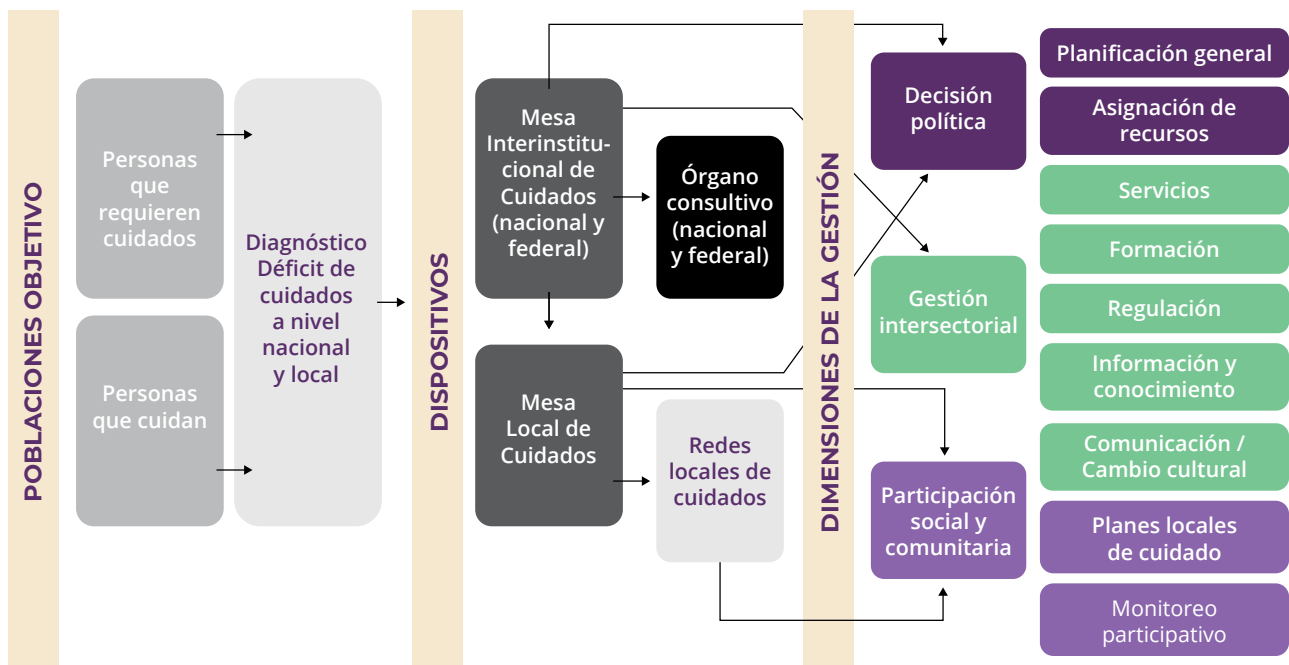 POBLACIONES OBJETIVO
Personas
que
requieren
cuidados
Personas
que cuidan
Diagnóstico
Déficit de
cuidados
a nivel
nacional
y local
DISPOSITIVOS
Mesa
Interinstitu-
cional de
Cuidados
(nacional y
federal)
Órgano
consultivo
(nacional
y federal)
Mesa
Local de
Cuidados
Redes
locales de
cuidados
DIMENSIONES DE LA GESTIÓN
Decisión
política
Gestión
intersectorial
Participación
social y
comunitaria
Planificación general
Asignación de
recursos
Servicios
Formación
Regulación
Información y
conocimiento
Comunicación /
Cambio cultural
Planes locales
de cuidado
Monitoreo
participativo